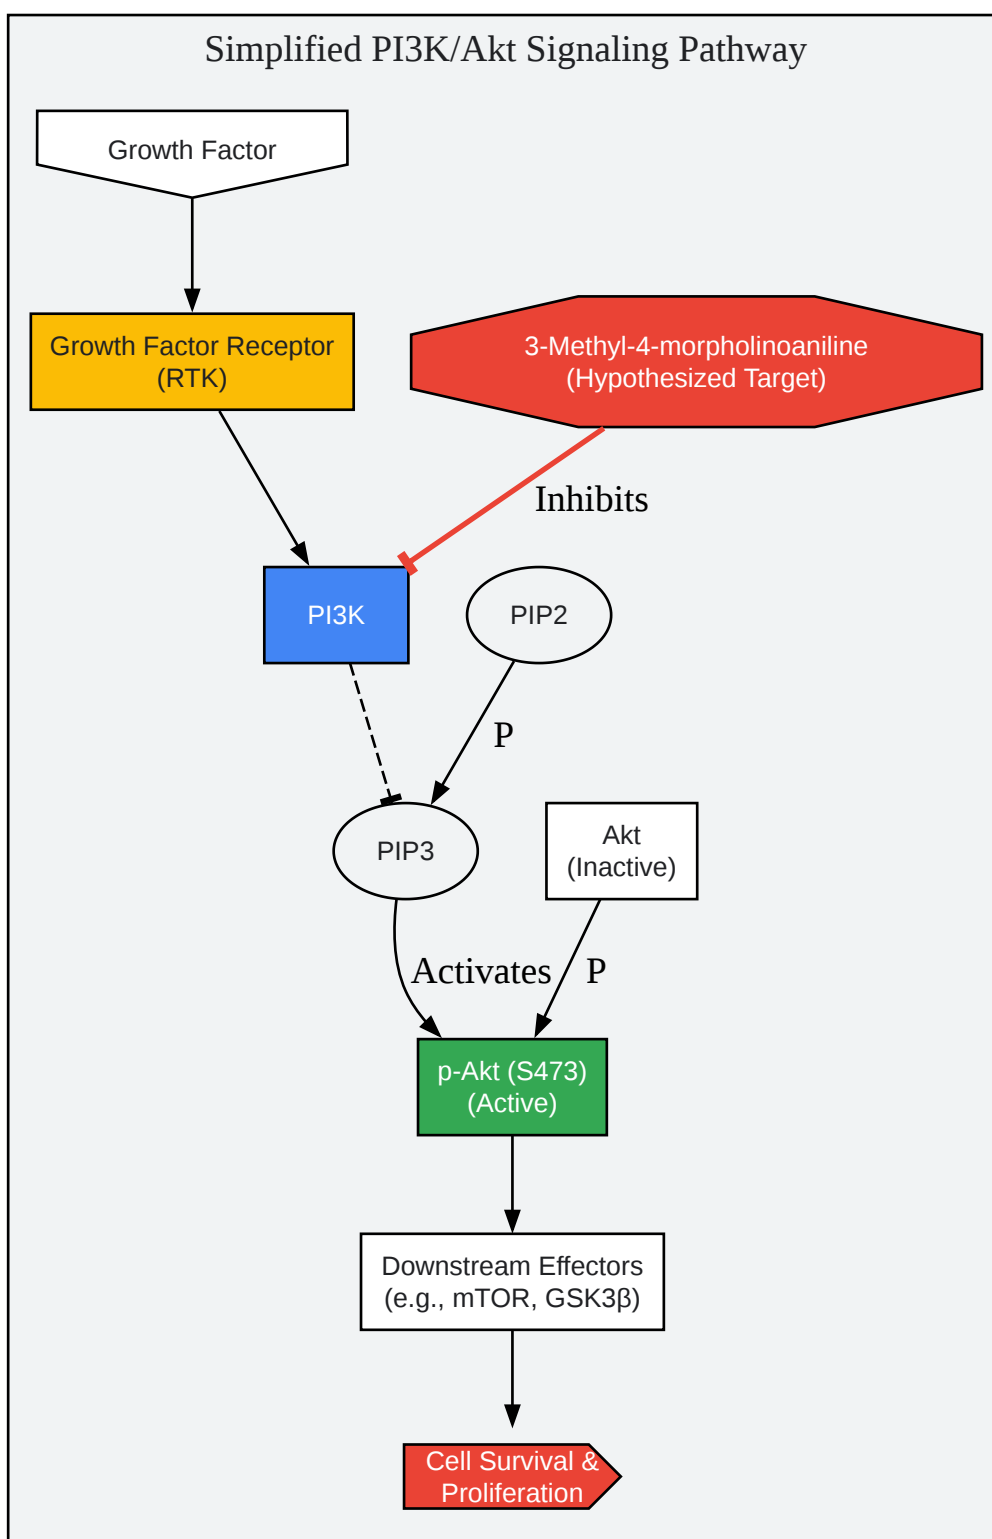 Simplified PI3K/Akt Signaling Pathway
Growth Factor
Growth Factor Receptor
(RTK)
3-Methyl-4-morpholinoaniline
(Hypothesized Target)
Inhibits
PI3K
PIP2
P
PIP3
Akt
(Inactive)
Activates
P
p-Akt (S473)
(Active)
Downstream Effectors
(e.g., mTOR, GSK3β)
Cell Survival &
Proliferation